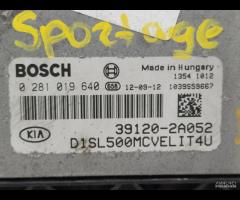 Sportage
BOSCH
Made in Hungary
1354 1012
0 281 019 640 658 12-09-12 1039S59667
KIA
39120-2A052
D1SL500MCVELIT4U